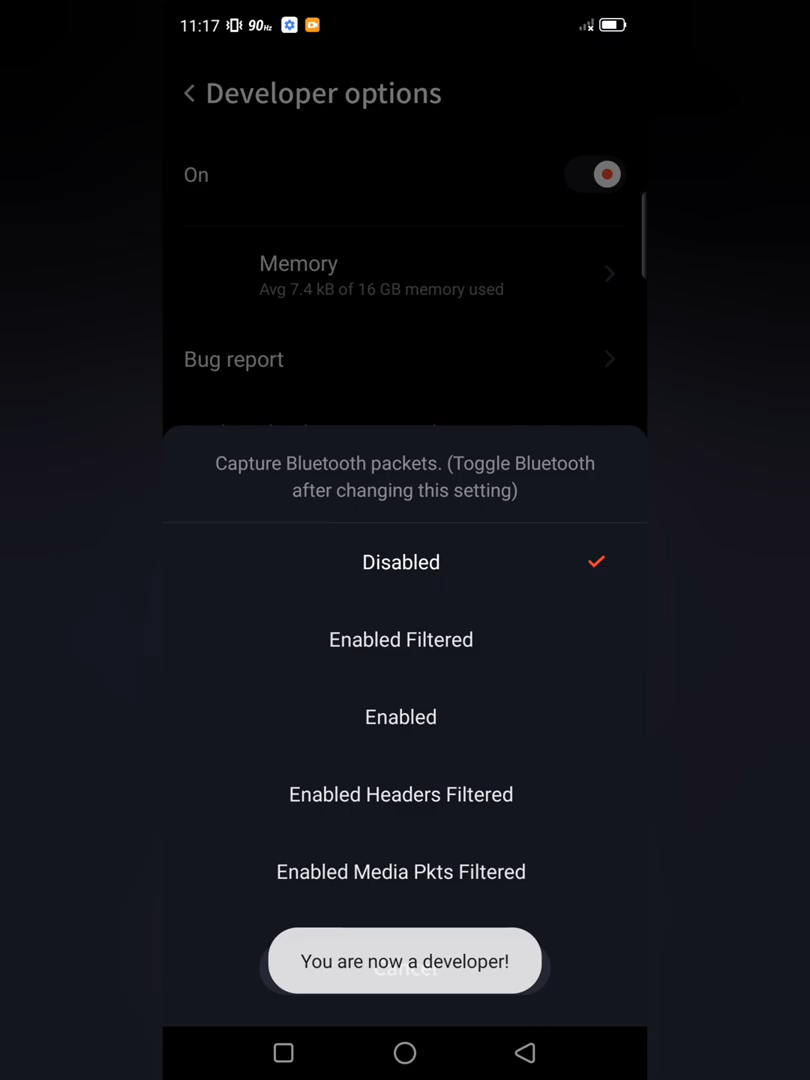 11:17 90Hz
Developer options
On
Memory
Avg 7.4 kB of 16 GB memory used
Bug report
Capture Bluetooth packets. (Toggle Bluetooth
after changing this setting)
Disabled
Enabled Filtered
Enabled
Enabled Headers Filtered
Enabled Media Pkts Filtered
You are now a developer!
Cancel